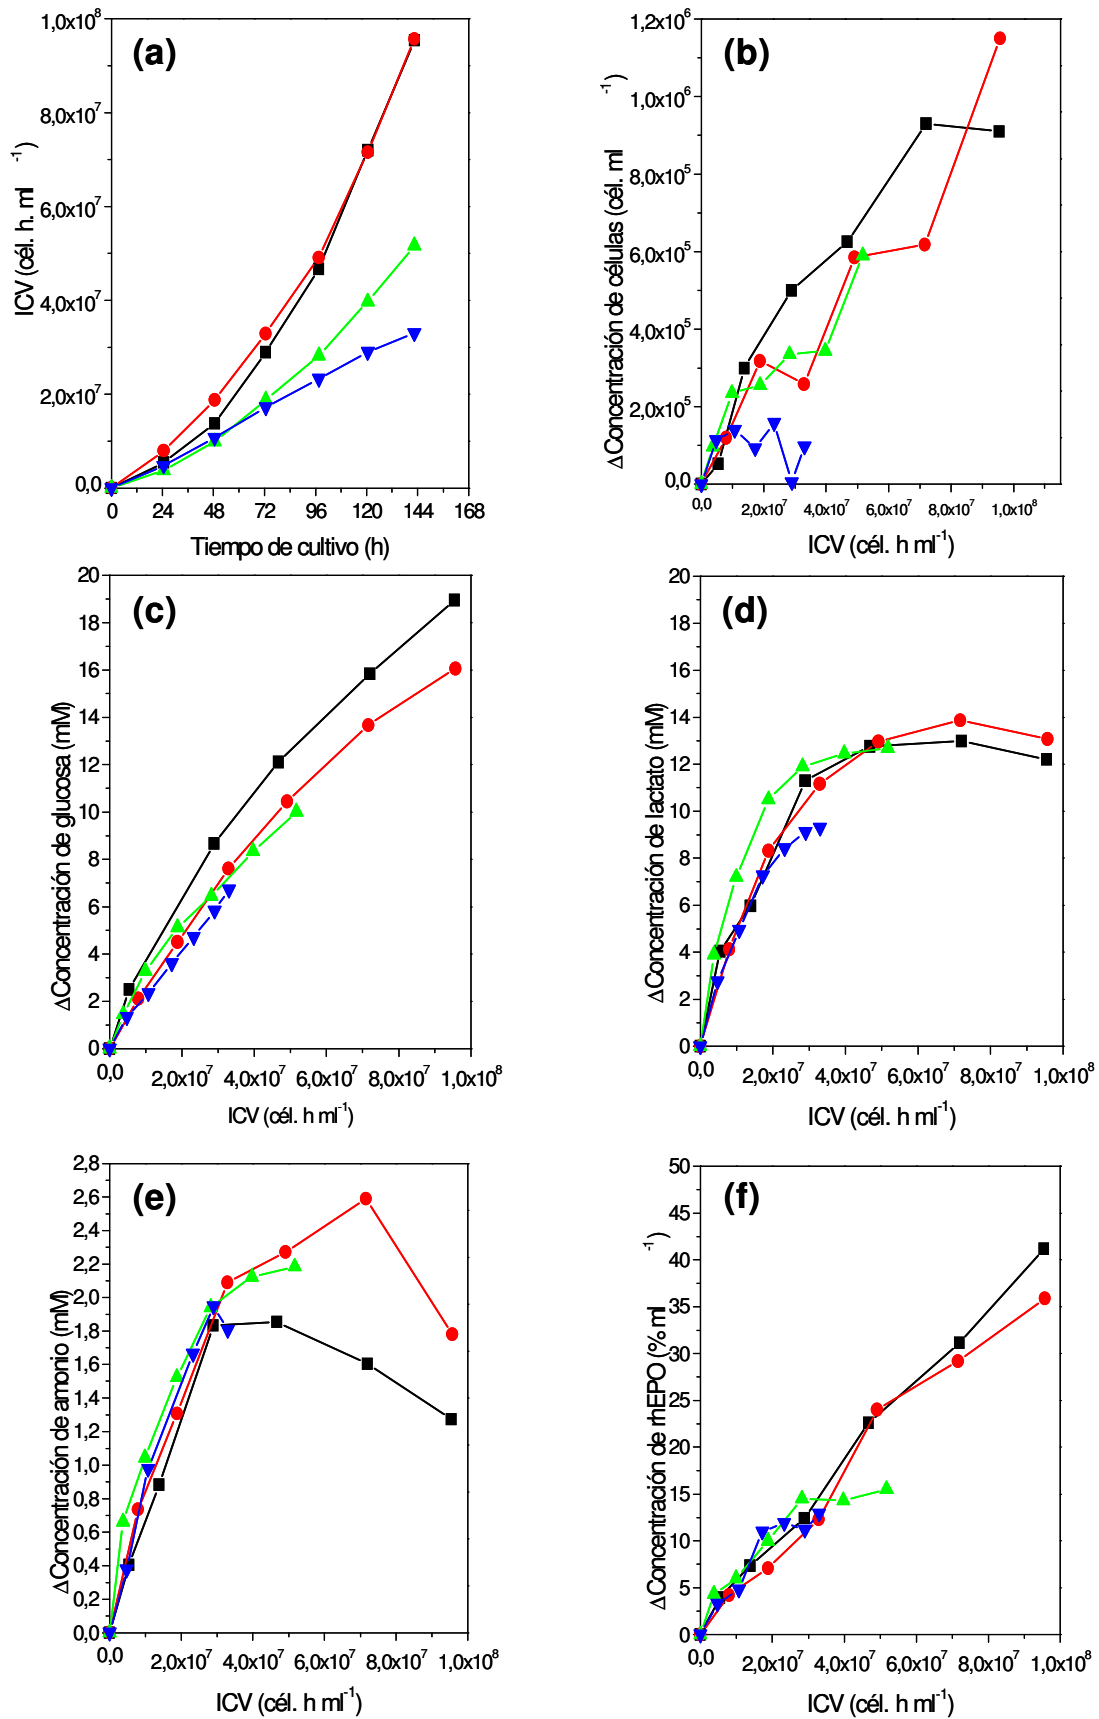 (a)
1,0x10⁸
8,0x10⁷
6,0x10⁷
4,0x10⁷
2,0x10⁷
0,0
ICV (cél. h. ml⁻¹)
0 24 48 72 96 120 144 168
Tiempo de cultivo (h)
(b)
1,2x10⁶
1,0x10⁶
8,0x10⁵
6,0x10⁵
4,0x10⁵
2,0x10⁵
0,0
ΔConcentración de células (cél. ml⁻¹
0,0 2,0x10⁷ 4,0x10⁷ 6,0x10⁷ 8,0x10⁷ 1,0x10⁸
ICV (cél. h ml⁻¹)
(c)
20
18
16
14
12
10
8
6
4
2
0
ΔConcentración de glucosa (mM)
0,0 2,0x10⁷ 4,0x10⁷ 6,0x10⁷ 8,0x10⁷ 1,0x10⁸
ICV (cél. h ml⁻¹)
(d)
20
18
16
14
12
10
8
6
4
2
0
ΔConcentración de lactato (mM)
0,0 2,0x10⁷ 4,0x10⁷ 6,0x10⁷ 8,0x10⁷ 1,0x10⁸
ICV (cél. h ml⁻¹)
(e)
2,8
2,6
2,4
2,2
2,0
1,8
1,6
1,4
1,2
1,0
0,8
0,6
0,4
0,2
0,0
ΔConcentración de amonio (mM)
0,0 2,0x10⁷ 4,0x10⁷ 6,0x10⁷ 8,0x10⁷ 1,0x10⁸
ICV (cél. h ml⁻¹)
(f)
50
45
40
35
30
25
20
15
10
5
0
ΔConcentración de rhEPO (% ml⁻¹)
0,0 2,0x10⁷ 4,0x10⁷ 6,0x10⁷ 8,0x10⁷ 1,0x10⁸
ICV (cél. h ml⁻¹)